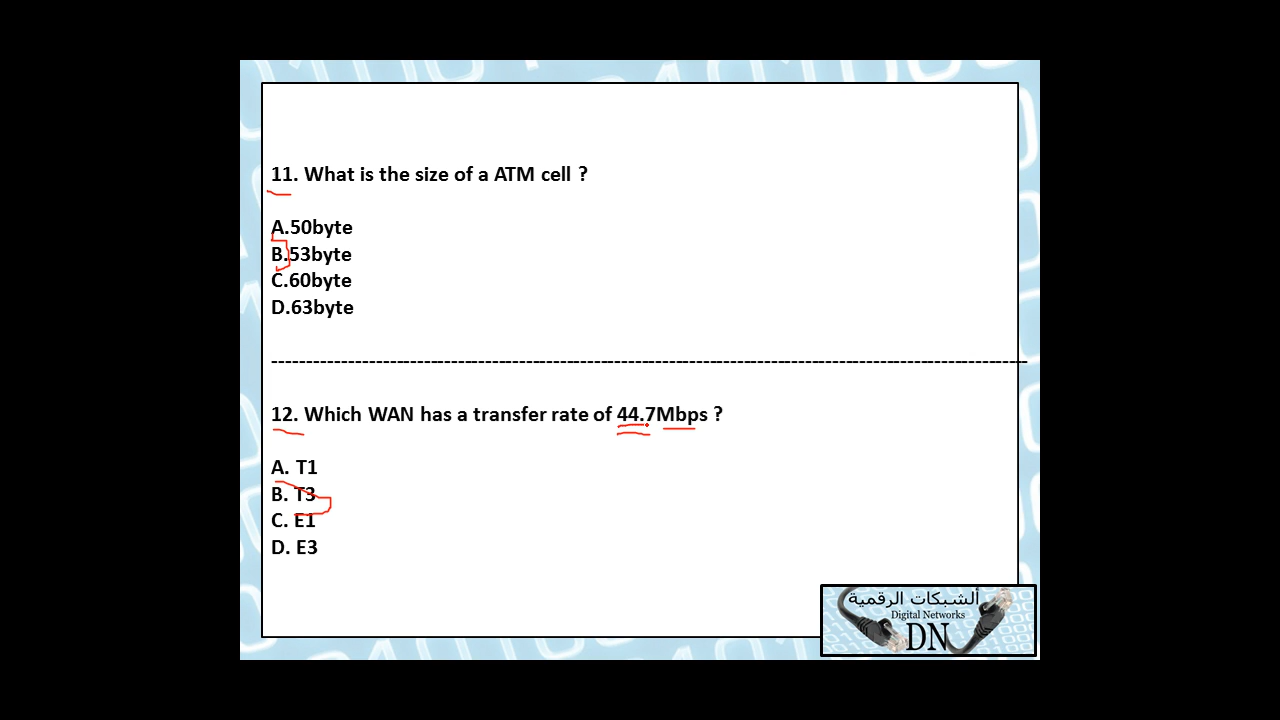 11. What is the size of a ATM cell ?
A.50byte
B.53byte
C.60byte
D.63byte
--------------------------------------------------------------------------------------------------------------
12. Which WAN has a transfer rate of 44.7Mbps ?
A. T1
B. T3
C. E1
D. E3
ألشبكات الرقمية
Digital Networks
DN